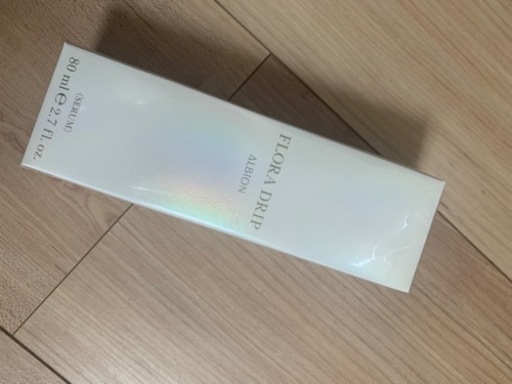 FLORA DRIP
ALBION
(SERUM)
80 ml ℮ 2.7 fl. oz.